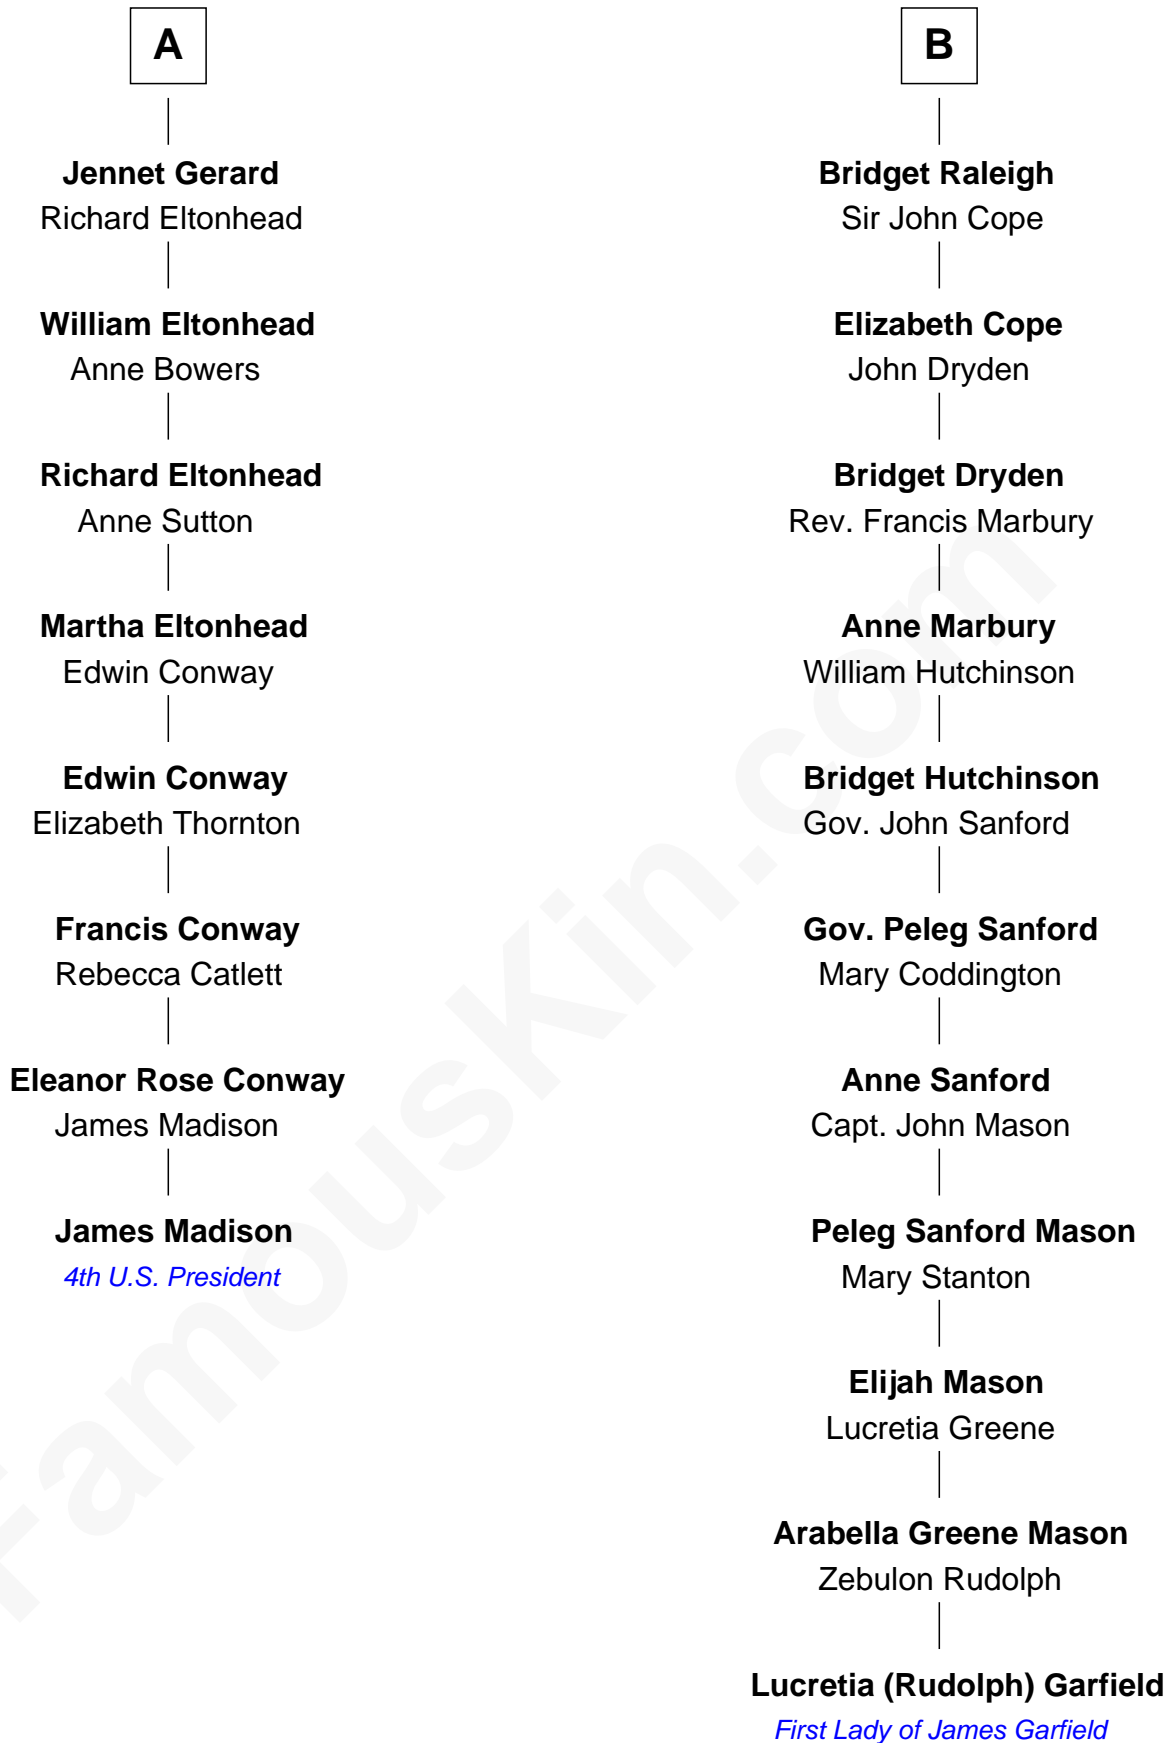 A
Jennet Gerard
Richard Eltonhead
William Eltonhead
Anne Bowers
Richard Eltonhead
Anne Sutton
Martha Eltonhead
Edwin Conway
Edwin Conway
Elizabeth Thornton
Francis Conway
Rebecca Catlett
Eleanor Rose Conway
James Madison
James Madison
4th U.S. President
B
Bridget Raleigh
Sir John Cope
Elizabeth Cope
John Dryden
Bridget Dryden
Rev. Francis Marbury
Anne Marbury
William Hutchinson
Bridget Hutchinson
Gov. John Sanford
Gov. Peleg Sanford
Mary Coddington
Anne Sanford
Capt. John Mason
Peleg Sanford Mason
Mary Stanton
Elijah Mason
Lucretia Greene
Arabella Greene Mason
Zebulon Rudolph
Lucretia (Rudolph) Garfield
First Lady of James Garfield
FamousKin.com